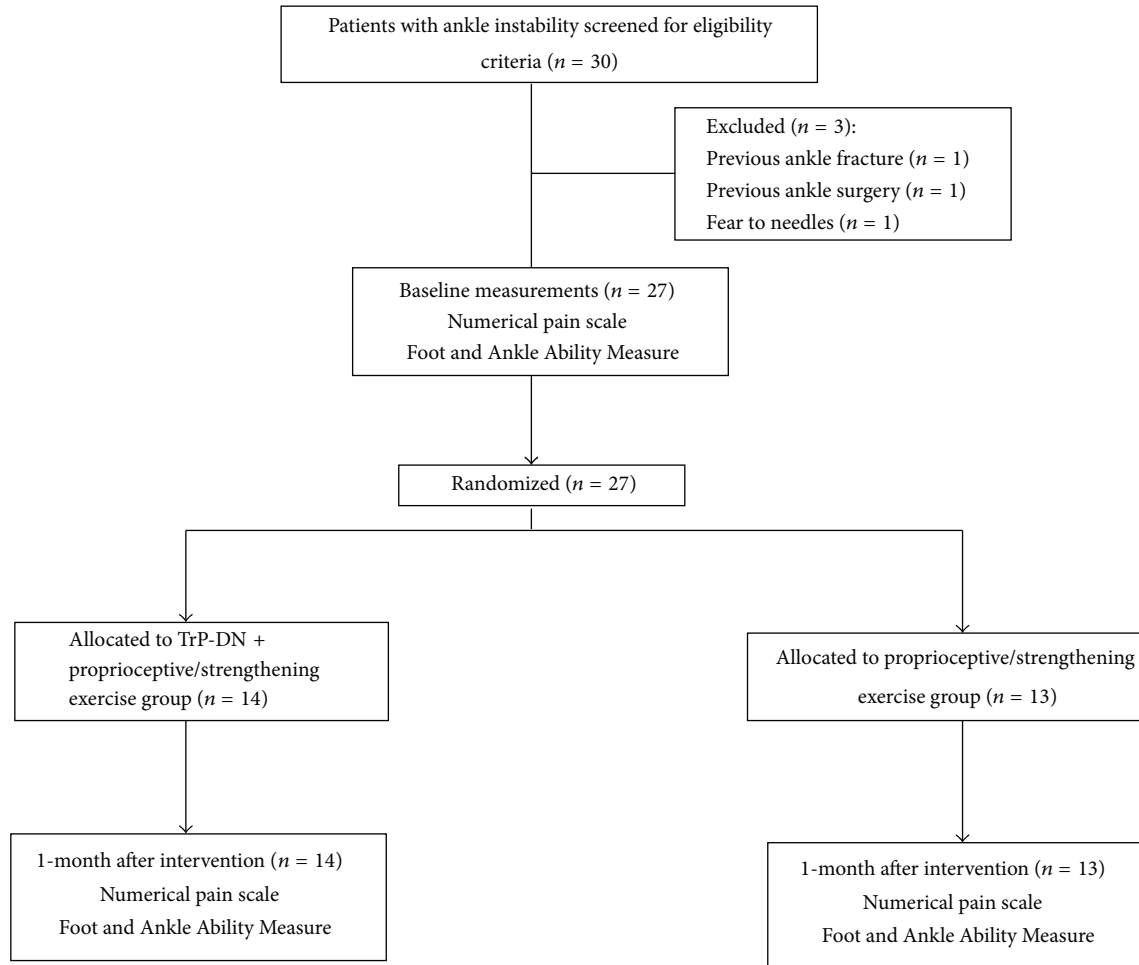 Patients with ankle instability screened for eligibility
criteria (n = 30)
Excluded (n = 3):
Previous ankle fracture (n = 1)
Previous ankle surgery (n = 1)
Fear to needles (n = 1)
Baseline measurements (n = 27)
Numerical pain scale
Foot and Ankle Ability Measure
Randomized (n = 27)
Allocated to TrP-DN +
proprioceptive/strengthening
exercise group (n = 14)
Allocated to proprioceptive/strengthening
exercise group (n = 13)
1-month after intervention (n = 14)
Numerical pain scale
Foot and Ankle Ability Measure
1-month after intervention (n = 13)
Numerical pain scale
Foot and Ankle Ability Measure